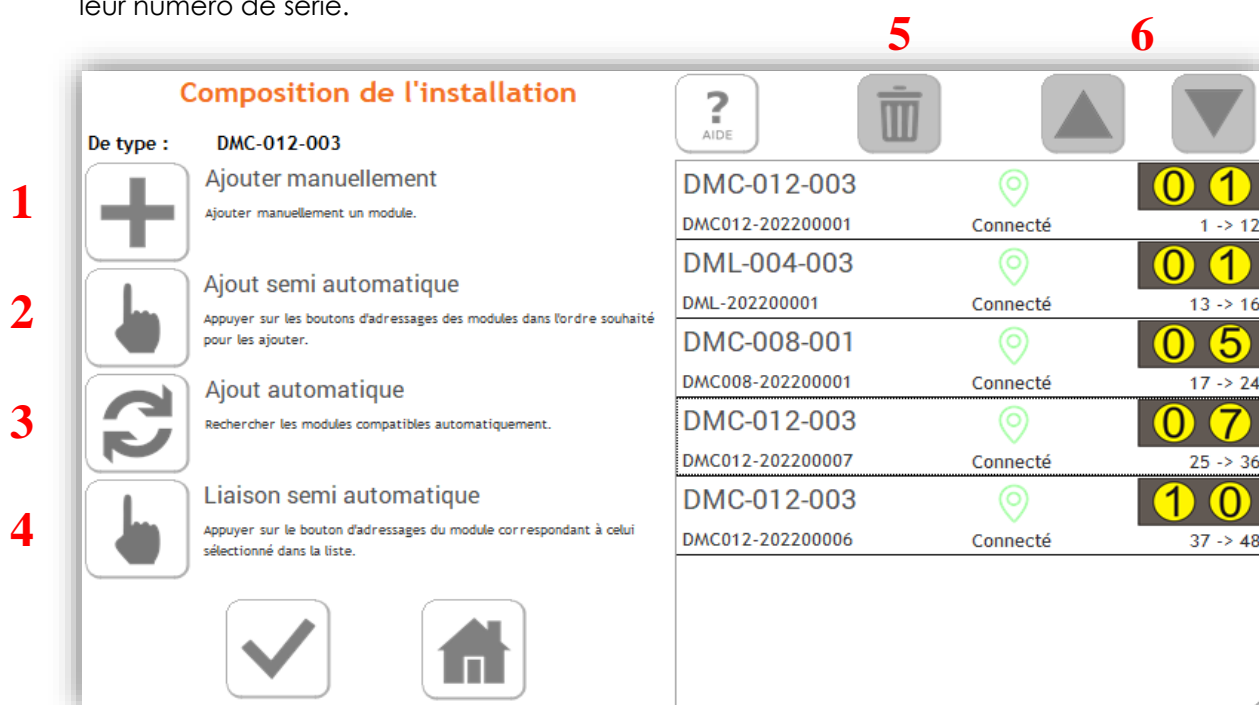 leur numéro de série.
5
6
Composition de l'installation
?
AIDE
De type :
DMC-012-003
1
Ajouter manuellement
Ajouter manuellement un module.
2
Ajout semi automatique
Appuyer sur les boutons d'adressages des modules dans l'ordre souhaité
pour les ajouter.
3
Ajout automatique
Rechercher les modules compatibles automatiquement.
4
Liaison semi automatique
Appuyer sur le bouton d'adressages du module correspondant à celui
sélectionné dans la liste.
DMC-012-003
0 1
DMC012-202200001
Connecté
1 -> 12
DML-004-003
0 1
DML-202200001
Connecté
13 -> 16
DMC-008-001
0 5
DMC008-202200001
Connecté
17 -> 24
DMC-012-003
0 7
DMC012-202200007
Connecté
25 -> 36
DMC-012-003
1 0
DMC012-202200006
Connecté
37 -> 48